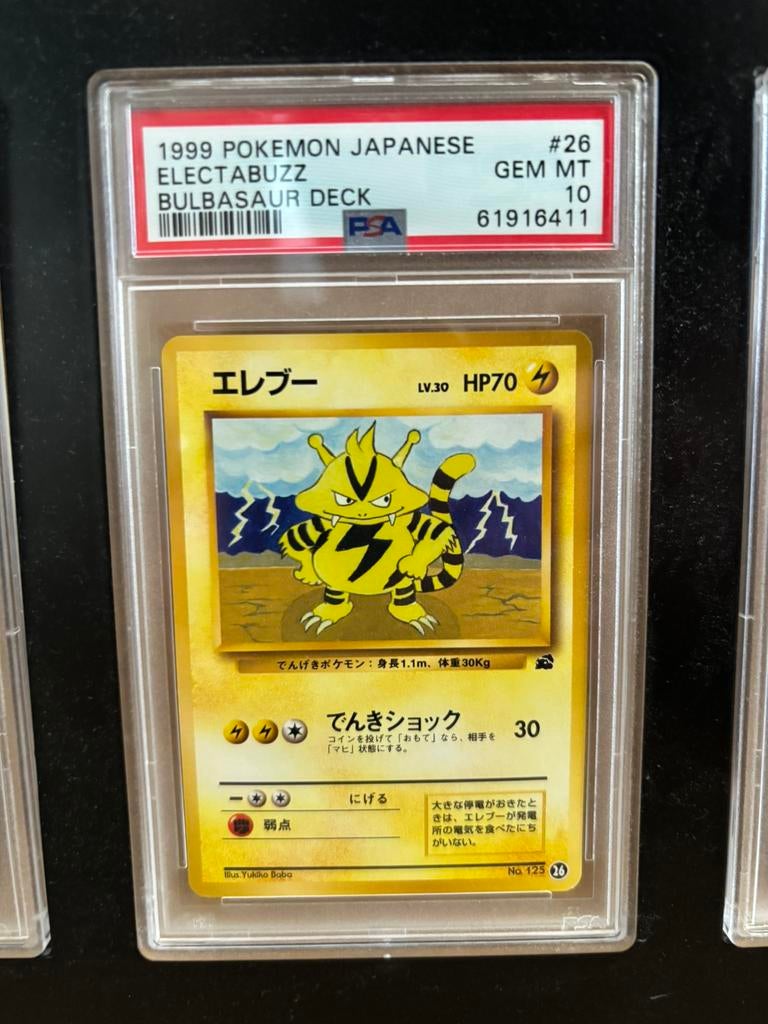 1999 POKEMON JAPANESE #26
ELECTABUZZ GEM MT
BULBASAUR DECK 10
PSA 61916411
エレブー LV.30 HP70
でんげきポケモン：身長1.1m、体重30Kg
でんきショック 30
コインを投げて「おもて」なら、相手を
「マヒ」状態にする。
にげる
弱点
大きな停電がおきたと
きは、エレブーが発電
所の電気を食べたにち
がいない。
Illus.Yukiko Baba No. 125 26
PSA